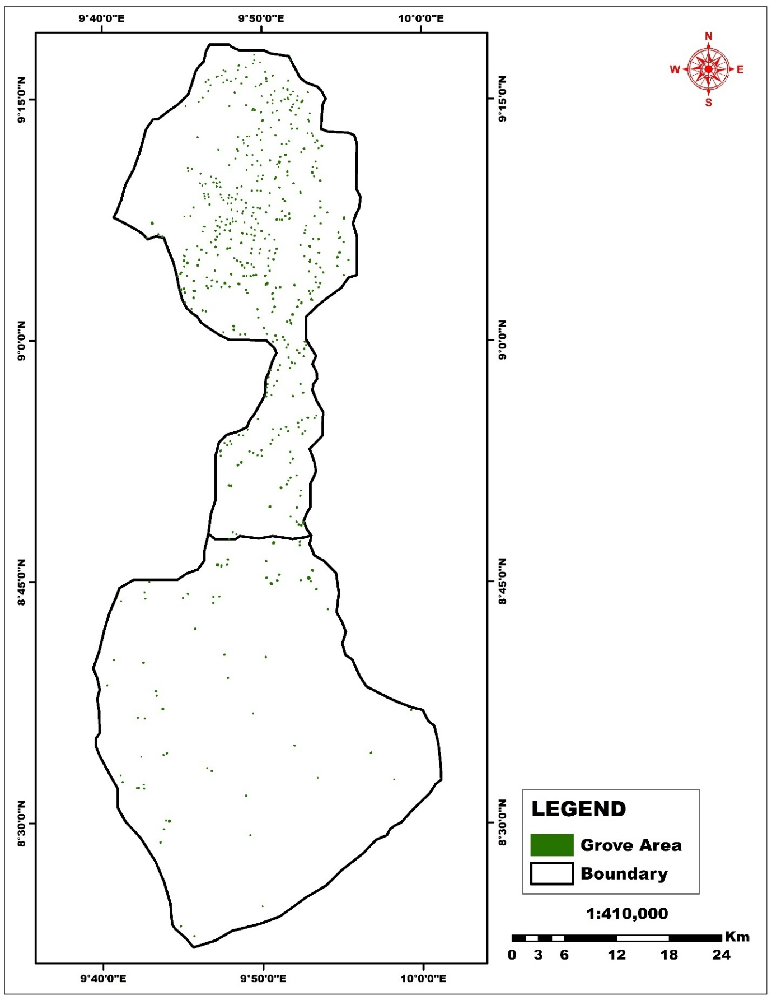 9°40'0"E 9°50'0"E 10°0'0"E
N
W E
S
9°15'0"N 9°15'0"N
9°0'0"N 9°0'0"N
8°45'0"N 8°45'0"N
8°30'0"N 8°30'0"N
LEGEND
Grove Area
Boundary
1:410,000
Km
0 3 6 12 18 24
9°40'0"E 9°50'0"E 10°0'0"E